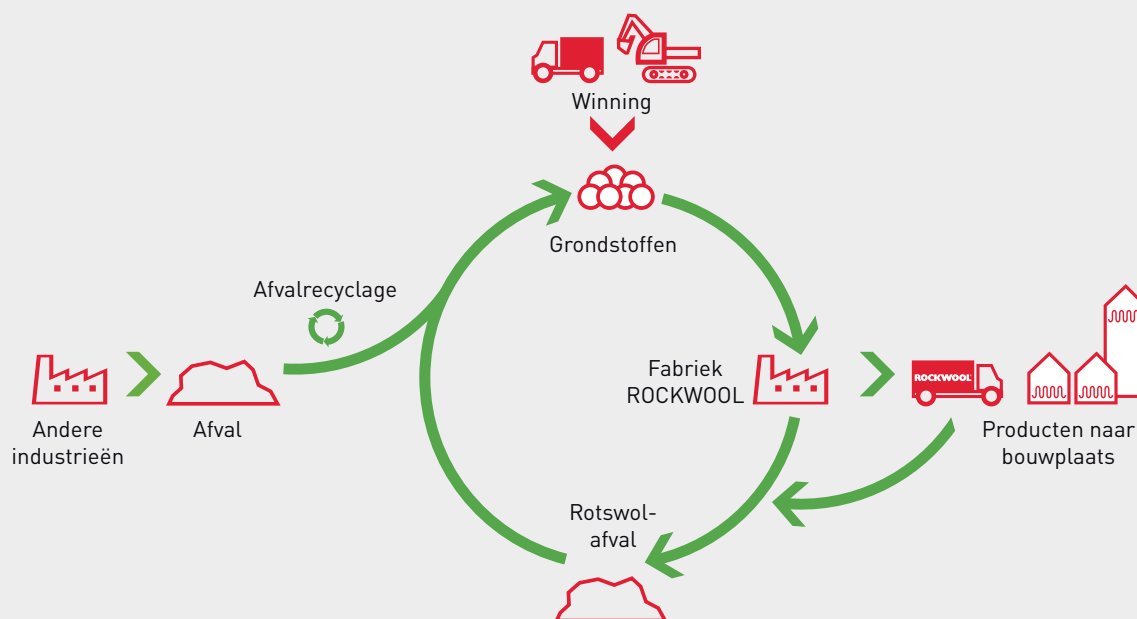 Winning
Grondstoffen
Afvalrecyclage
Andere
industrieën
Afval
Fabriek
ROCKWOOL
ROCKWOOL
Producten naar
bouwplaats
Rotswol-
afval